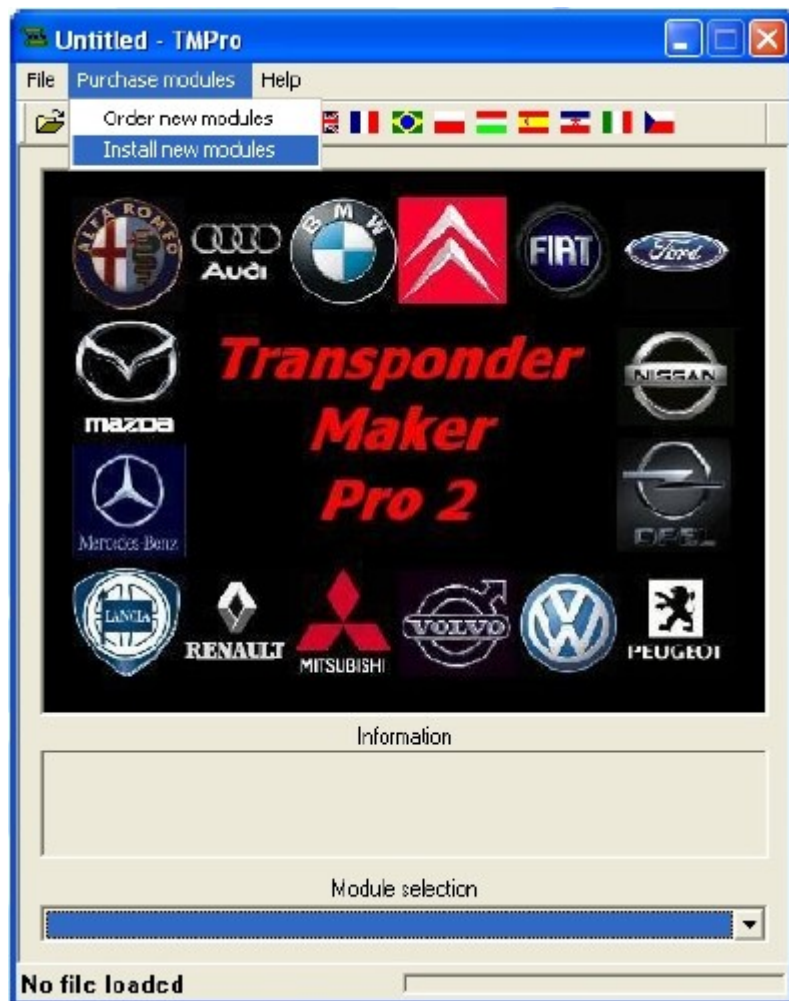 Untitled - TMPro
File Purchase modules Help
Order new modules
Install new modules
ALFA ROMEO
Audi
BMW
FIAT
Ford
mazda
NISSAN
Transponder
Maker
Pro 2
Mercedes-Benz
OPEL
LANCIA
RENAULT
MITSUBISHI
VOLVO
VW
PEUGEOT
Information
Module selection
No file loaded